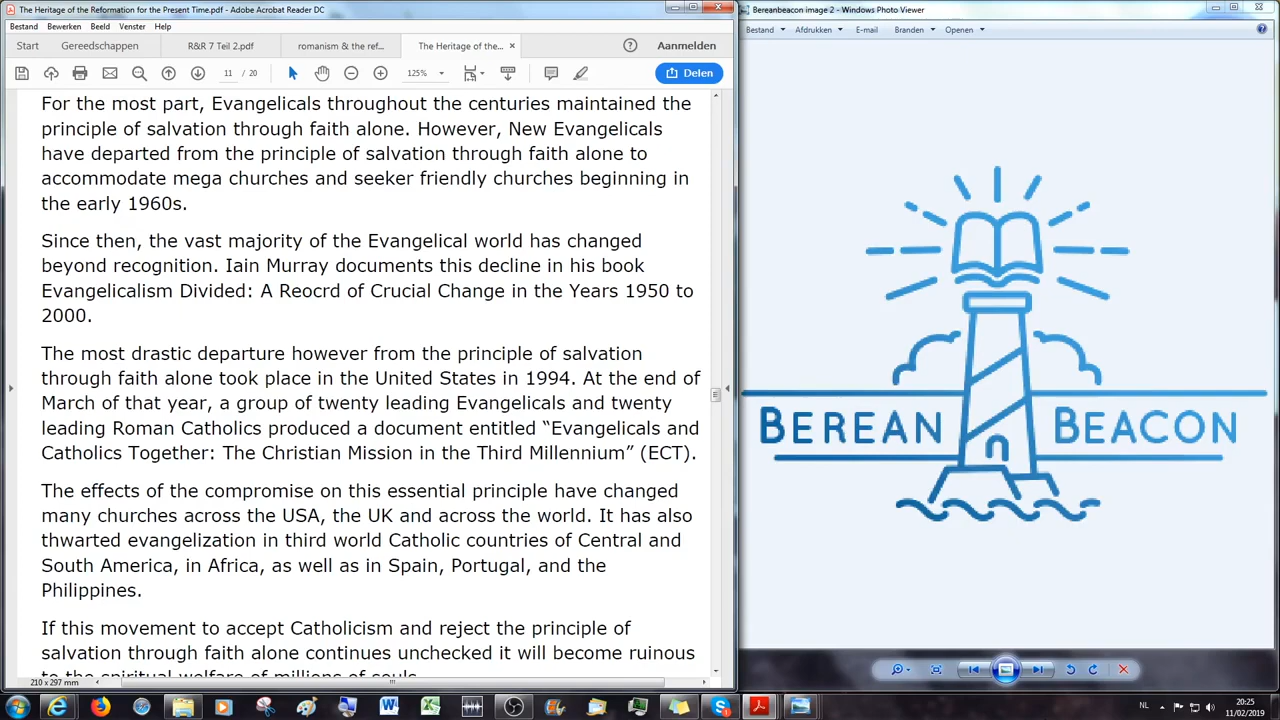 The Heritage of the Reformation for the Present Time.pdf - Adobe Acrobat Reader DC
Bestand Bewerken Beeld Venster Help
Start Gereedschappen R&R 7 Teil 2.pdf romanism & the ref... The Heritage of the... × Aanmelden
11 / 20 125% Delen
For the most part, Evangelicals throughout the centuries maintained the
principle of salvation through faith alone. However, New Evangelicals
have departed from the principle of salvation through faith alone to
accommodate mega churches and seeker friendly churches beginning in
the early 1960s.
Since then, the vast majority of the Evangelical world has changed
beyond recognition. Iain Murray documents this decline in his book
Evangelicalism Divided: A Reocrd of Crucial Change in the Years 1950 to
2000.
The most drastic departure however from the principle of salvation
through faith alone took place in the United States in 1994. At the end of
March of that year, a group of twenty leading Evangelicals and twenty
leading Roman Catholics produced a document entitled “Evangelicals and
Catholics Together: The Christian Mission in the Third Millennium” (ECT).
The effects of the compromise on this essential principle have changed
many churches across the USA, the UK and across the world. It has also
thwarted evangelization in third world Catholic countries of Central and
South America, in Africa, as well as in Spain, Portugal, and the
Philippines.
If this movement to accept Catholicism and reject the principle of
salvation through faith alone continues unchecked it will become ruinous
to the spiritual welfare of millions of souls.
210 x 297 mm
Bereanbeacon image 2 - Windows Photo Viewer
Bestand Afdrukken E-mail Branden Openen
BEREAN BEACON
NL 20:25
11/02/2019